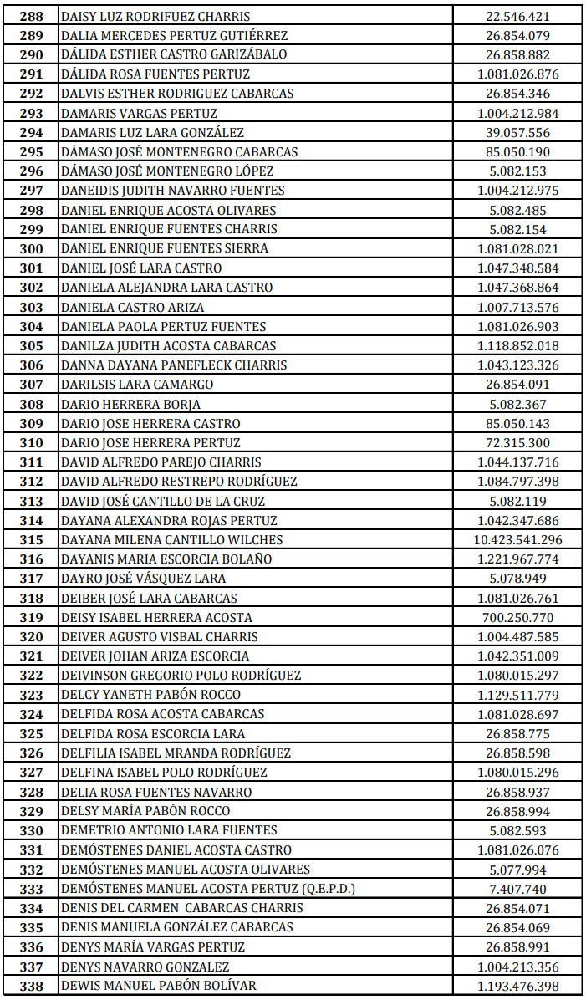 288 DAISY LUZ RODRIFUEZ CHARRIS 22.546.421
289 DALIA MERCEDES PERTUZ GUTIÉRREZ 26.854.079
290 DÁLIDA ESTHER CASTRO GARIZÁBALO 26.858.882
291 DÁLIDA ROSA FUENTES PERTUZ 1.081.026.876
292 DALVIS ESTHER RODRIGUEZ CABARCAS 26.854.346
293 DAMARIS VARGAS PERTUZ 1.004.212.984
294 DAMARIS LUZ LARA GONZÁLEZ 39.057.556
295 DÁMASO JOSÉ MONTENEGRO CABARCAS 85.050.190
296 DÁMASO JOSÉ MONTENEGRO LÓPEZ 5.082.153
297 DANEIDIS JUDITH NAVARRO FUENTES 1.004.212.975
298 DANIEL ENRIQUE ACOSTA OLIVARES 5.082.485
299 DANIEL ENRIQUE FUENTES CHARRIS 5.082.154
300 DANIEL ENRIQUE FUENTES SIERRA 1.081.028.021
301 DANIEL JOSÉ LARA CASTRO 1.047.348.584
302 DANIELA ALEJANDRA LARA CASTRO 1.047.368.864
303 DANIELA CASTRO ARIZA 1.007.713.576
304 DANIELA PAOLA PERTUZ FUENTES 1.081.026.903
305 DANILZA JUDITH ACOSTA CABARCAS 1.118.852.018
306 DANNA DAYANA PANEFLECK CHARRIS 1.043.123.326
307 DARILSIS LARA CAMARGO 26.854.091
308 DARIO HERRERA BORJA 5.082.367
309 DARIO JOSE HERRERA CASTRO 85.050.143
310 DARIO JOSE HERRERA PERTUZ 72.315.300
311 DAVID ALFREDO PAREJO CHARRIS 1.044.137.716
312 DAVID ALFREDO RESTREPO RODRÍGUEZ 1.084.797.398
313 DAVID JOSÉ CANTILLO DE LA CRUZ 5.082.119
314 DAYANA ALEXANDRA ROJAS PERTUZ 1.042.347.686
315 DAYANA MILENA CANTILLO WILCHES 10.423.541.296
316 DAYANIS MARIA ESCORCIA BOLAÑO 1.221.967.774
317 DAYRO JOSÉ VÁSQUEZ LARA 5.078.949
318 DEIBER JOSÉ LARA CABARCAS 1.081.026.761
319 DEISY ISABEL HERRERA ACOSTA 700.250.770
320 DEIVER AGUSTO VISBAL CHARRIS 1.004.487.585
321 DEIVER JOHAN ARIZA ESCORCIA 1.042.351.009
322 DEIVINSON GREGORIO POLO RODRÍGUEZ 1.080.015.297
323 DELCY YANETH PABÓN ROCCO 1.129.511.779
324 DELFIDA ROSA ACOSTA CABARCAS 1.081.028.697
325 DELFIDA ROSA ESCORCIA LARA 26.858.775
326 DELFILIA ISABEL MRANDA RODRÍGUEZ 26.858.598
327 DELFINA ISABEL POLO RODRÍGUEZ 1.080.015.296
328 DELIA ROSA FUENTES NAVARRO 26.858.937
329 DELSY MARÍA PABÓN ROCCO 26.858.994
330 DEMETRIO ANTONIO LARA FUENTES 5.082.593
331 DEMÓSTENES DANIEL ACOSTA CASTRO 1.081.026.076
332 DEMÓSTENES MANUEL ACOSTA OLIVARES 5.077.994
333 DEMÓSTENES MANUEL ACOSTA PERTUZ (Q.E.P.D.) 7.407.740
334 DENIS DEL CARMEN CABARCAS CHARRIS 26.854.071
335 DENIS MANUELA GONZÁLEZ CABARCAS 26.854.069
336 DENYS MARÍA VARGAS PERTUZ 26.858.991
337 DENYS NAVARRO GONZALEZ 1.004.213.356
338 DEWIS MANUEL PABÓN BOLÍVAR 1.193.476.398